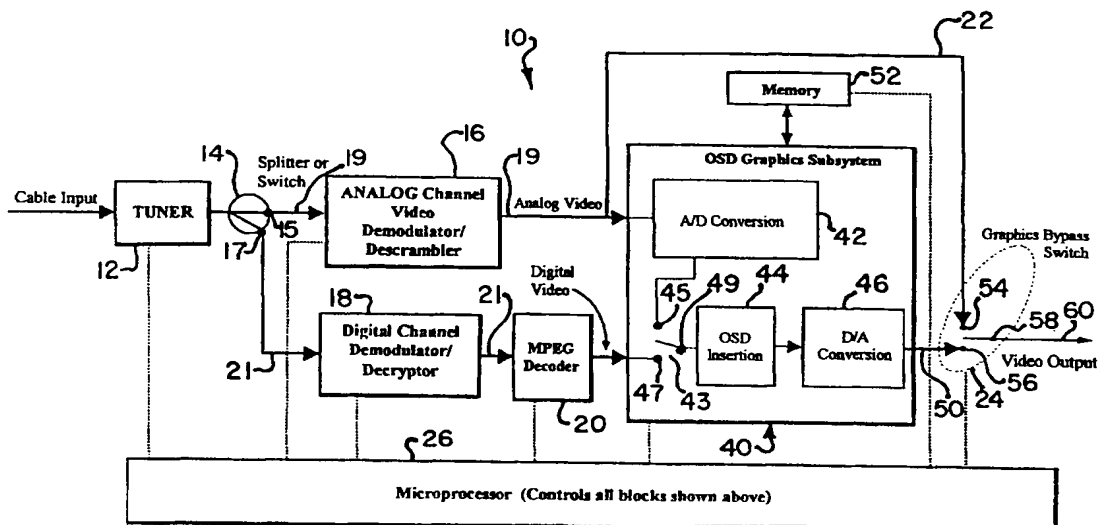 10
22
52
Memory
16
14
Splitter or
Switch
19
19
OSD Graphics Subsystem
Cable Input
TUNER
ANALOG Channel
Video
Demodulator/
Descrambler
Analog Video
A/D Conversion
42
Graphics Bypass
Switch
15
17
12
Digital
Video
45
49
44
46
54
58
60
18
21
Digital Channel
Demodulator/
Decryptor
21
MPEG
Decoder
OSD
Insertion
D/A
Conversion
Video Output
47
43
50
24
56
20
40
26
Microprocessor (Controls all blocks shown above)